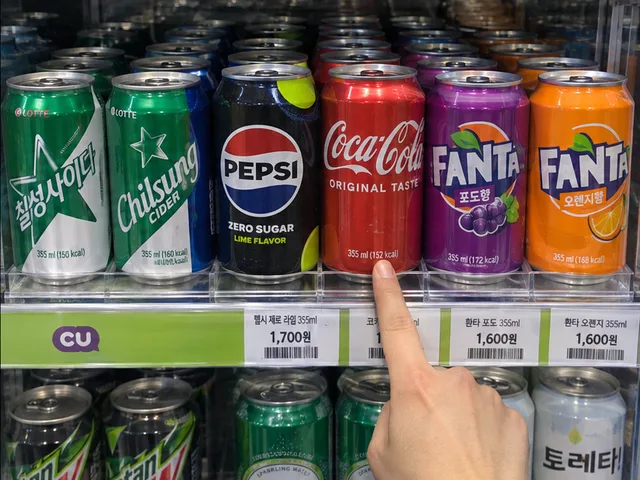 LOTTE
칠성사이다
355 ml (150 kcal)
LOTTE
Chilsung
CIDER
355 ml (160 kcal)
PEPSI
ZERO SUGAR
LIME FLAVOR
Coca-Cola
ORIGINAL TASTE
355 ml (152 kcal)
FANTA
포도향
355 ml (172 kcal)
FANTA
오렌지향
355 ml (168 kcal)
CU
펩시 제로 라임 355ml
1,700원
환타 포도 355ml
1,600원
환타 오렌지 355ml
1,600원
SPARKLING WATER
토레타!